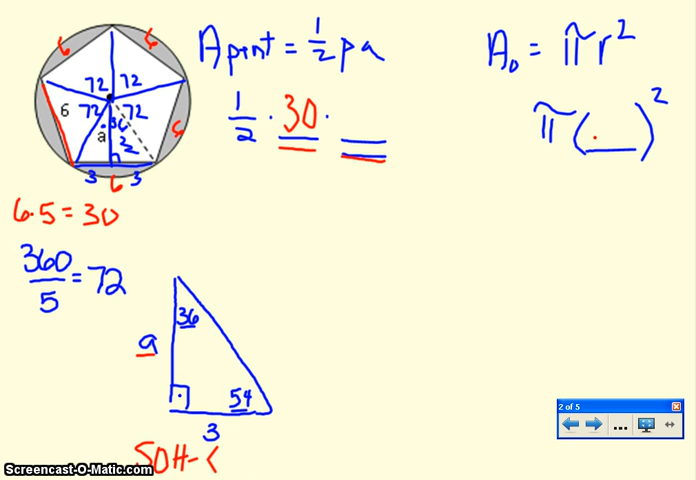 6 6
72 72
6 72 72
36
a 6
3 6 3
A pent = 1/2 pa
1/2 · 30 ·
A⊙ = πr²
π( )²
6·5=30
360/5 = 72
36
a
54
3
SOH-C
2 of 5
...
Screencast-O-Matic.com